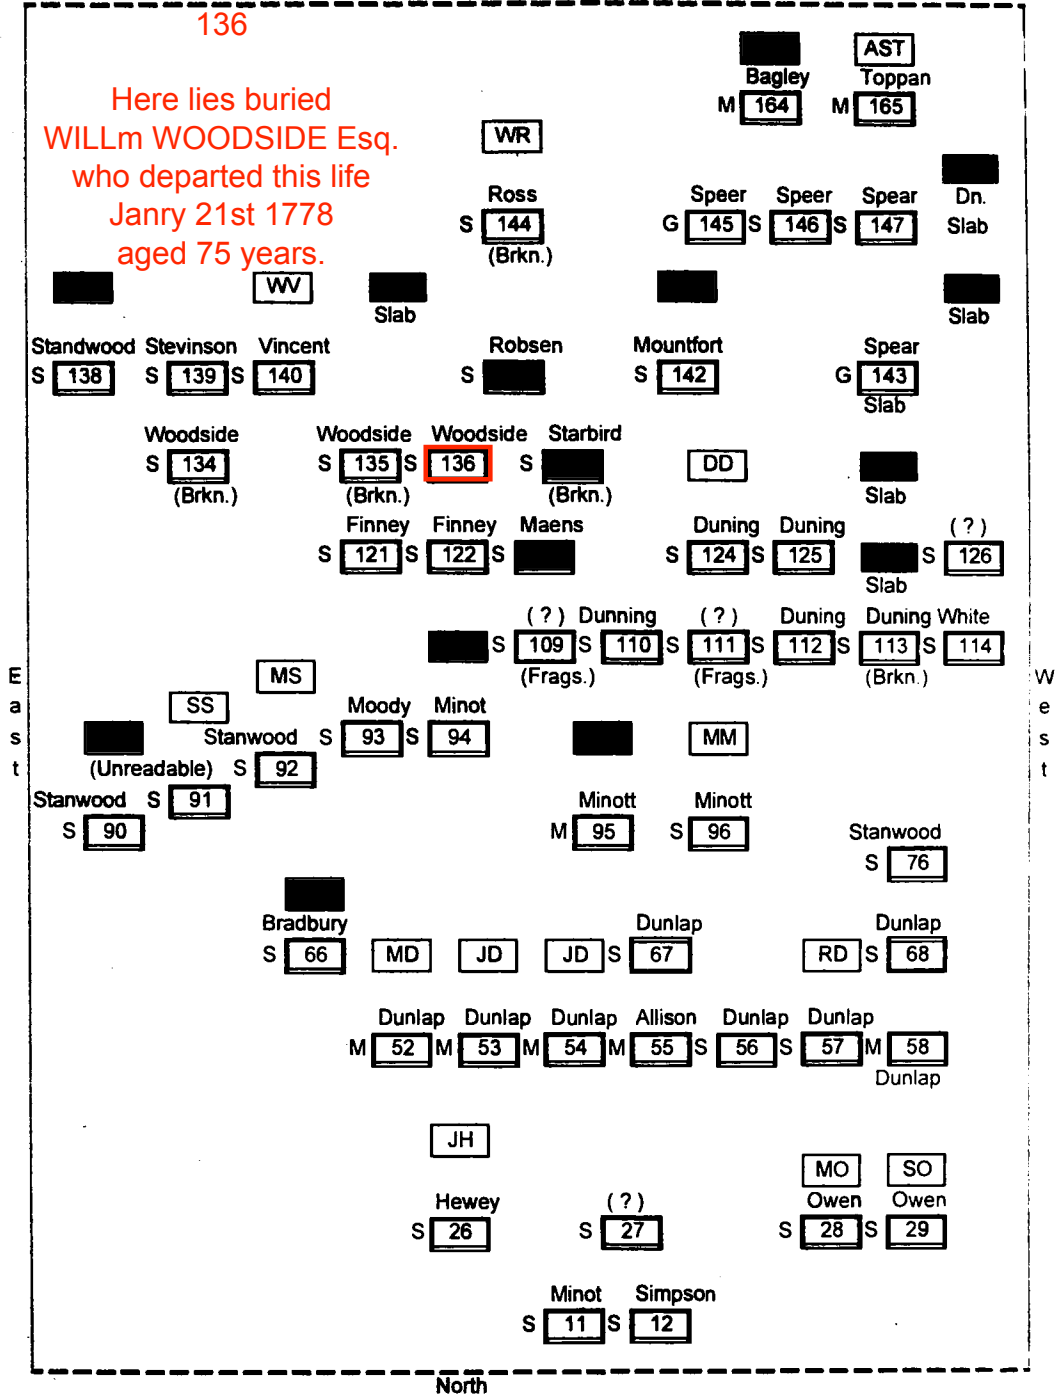 136
Here lies buried
WILLm WOODSIDE Esq.
who departed this life
Janry 21st 1778
aged 75 years.
AST
Bagley Toppan
M 164 M 165
WR
Ross Speer Speer Spear Dn.
S 144 G 145 S 146 S 147 Slab
(Brkn.)
WV
Slab Slab
Standwood Stevinson Vincent Robsen Mountfort Spear
S 138 S 139 S 140 S S 142 G 143
Slab
Woodside Woodside Woodside Starbird
S 134 S 135 S 136 S DD
(Brkn.) (Brkn.) (Brkn.) Slab
Finney Finney Maens Duning Duning (?)
S 121 S 122 S S 124 S 125 S 126
Slab
(?) Dunning (?) Duning Duning White
S 109 S 110 S 111 S 112 S 113 S 114
(Frags.) (Frags.) (Brkn.)
East
West
MS
SS Moody Minot
Stanwood S 93 S 94 MM
(Unreadable) S 92
Stanwood S 91 Minott Minott
S 90 M 95 S 96 Stanwood
S 76
Bradbury Dunlap Dunlap
S 66 MD JD JD S 67 RD S 68
Dunlap Dunlap Dunlap Allison Dunlap Dunlap
M 52 M 53 M 54 M 55 S 56 S 57 M 58
Dunlap
JH
MO SO
Hewey (?) Owen Owen
S 26 S 27 S 28 S 29
Minot Simpson
S 11 S 12
North